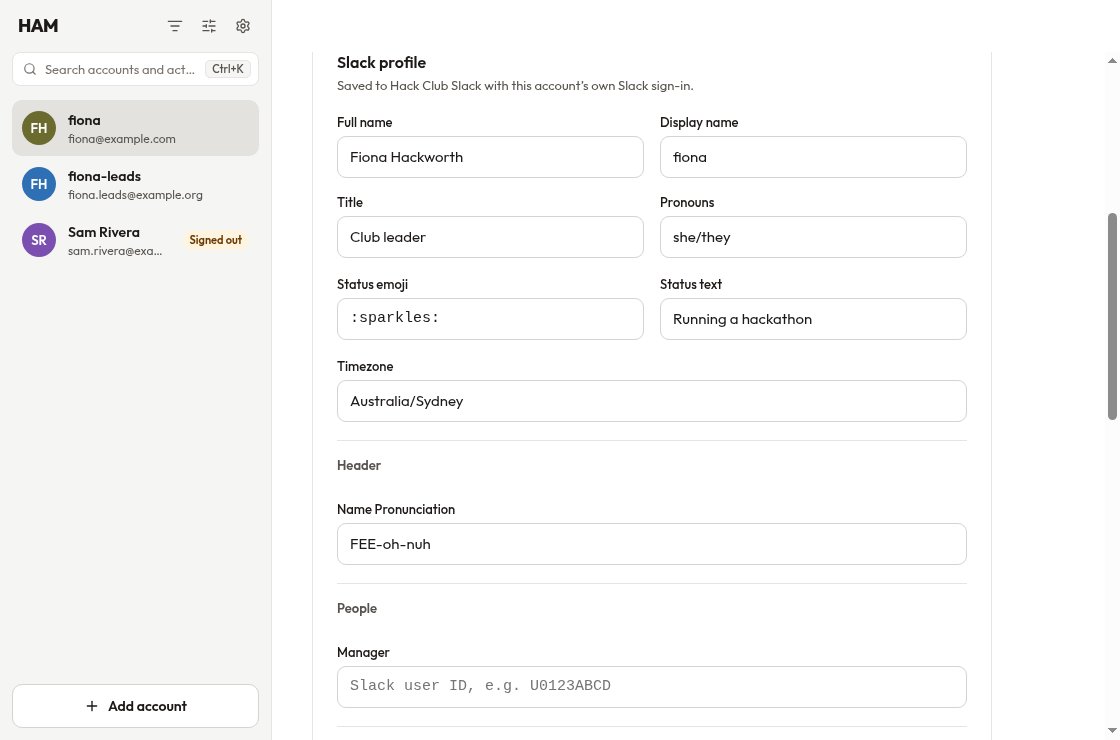 HAM
Search accounts and act... Ctrl+K
FH
fiona
fiona@example.com
FH
fiona-leads
fiona.leads@example.org
SR
Sam Rivera
sam.rivera@exa...
Signed out
Add account
Slack profile
Saved to Hack Club Slack with this account's own Slack sign-in.
Full name
Fiona Hackworth
Display name
fiona
Title
Club leader
Pronouns
she/they
Status emoji
:sparkles:
Status text
Running a hackathon
Timezone
Australia/Sydney
Header
Name Pronunciation
FEE-oh-nuh
People
Manager
Slack user ID, e.g. U0123ABCD